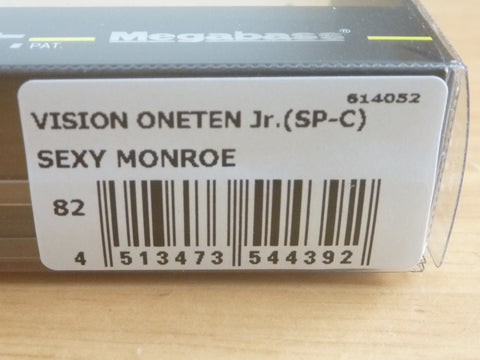 PAT.
Megabass®
614052
VISION ONETEN Jr.(SP-C)
SEXY MONROE
82
4 513473 544392